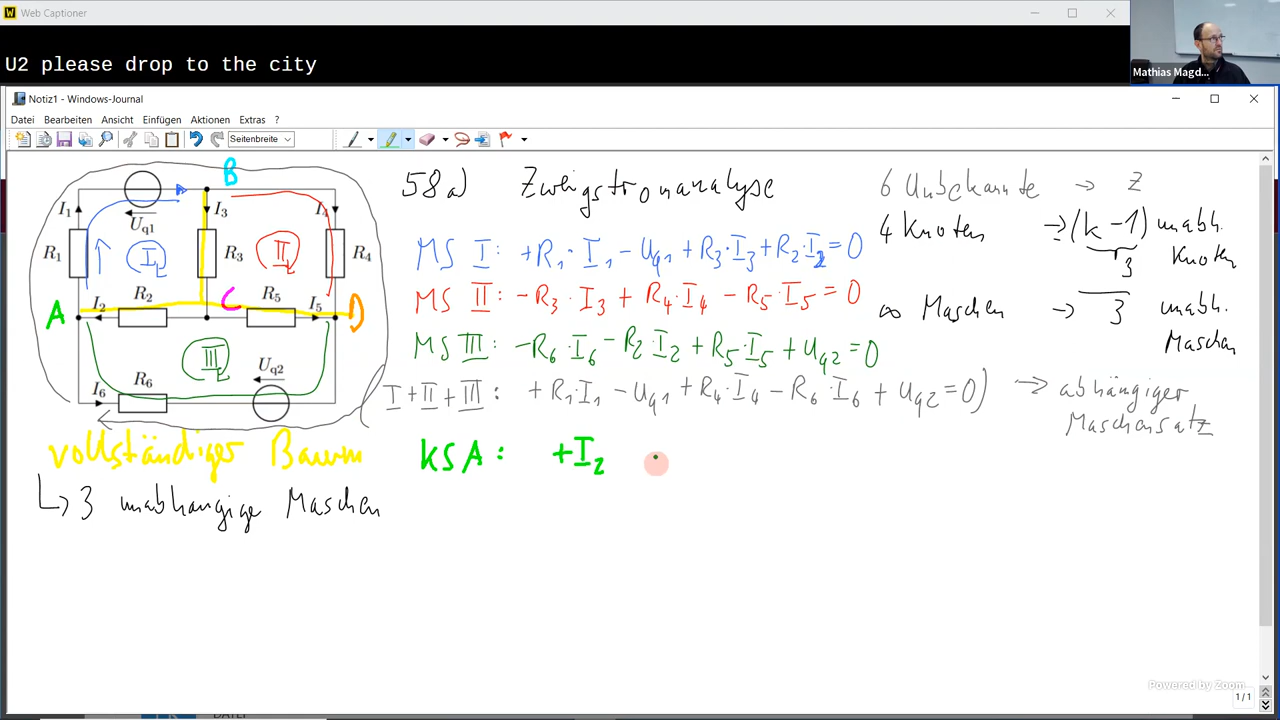 Web Captioner
U2 please drop to the city
Mathias Magd...
Notiz1 - Windows-Journal
Datei Bearbeiten Ansicht Einfügen Aktionen Extras ?
Seitenbreite
58a) Zweigstromanalyse
6 Unbekannte → Z
4 Knoten → (k-1) unabh. Knoten
3
∞ Maschen → 3 unabh. Maschen
MS I: +R1·I1 - Uq1 + R3·I3 + R2·I2 = 0
MS II: -R3·I3 + R4·I4 - R5·I5 = 0
MS III: -R6·I6 - R2·I2 + R5·I5 + Uq2 = 0
I+II+III: +R1·I1 - Uq1 + R4·I4 - R6·I6 + Uq2 = 0) → abhängiger Maschensatz
KSA: +I2
B
I1
Uq1
I3
I4
R1
IL
R3
IIL
R4
R2
C
R5
A
I2
I5
D
IIIL
Uq2
R6
I6
vollständiger Baum
↳ 3 unabhängige Maschen
Powered by Zoom
1/1